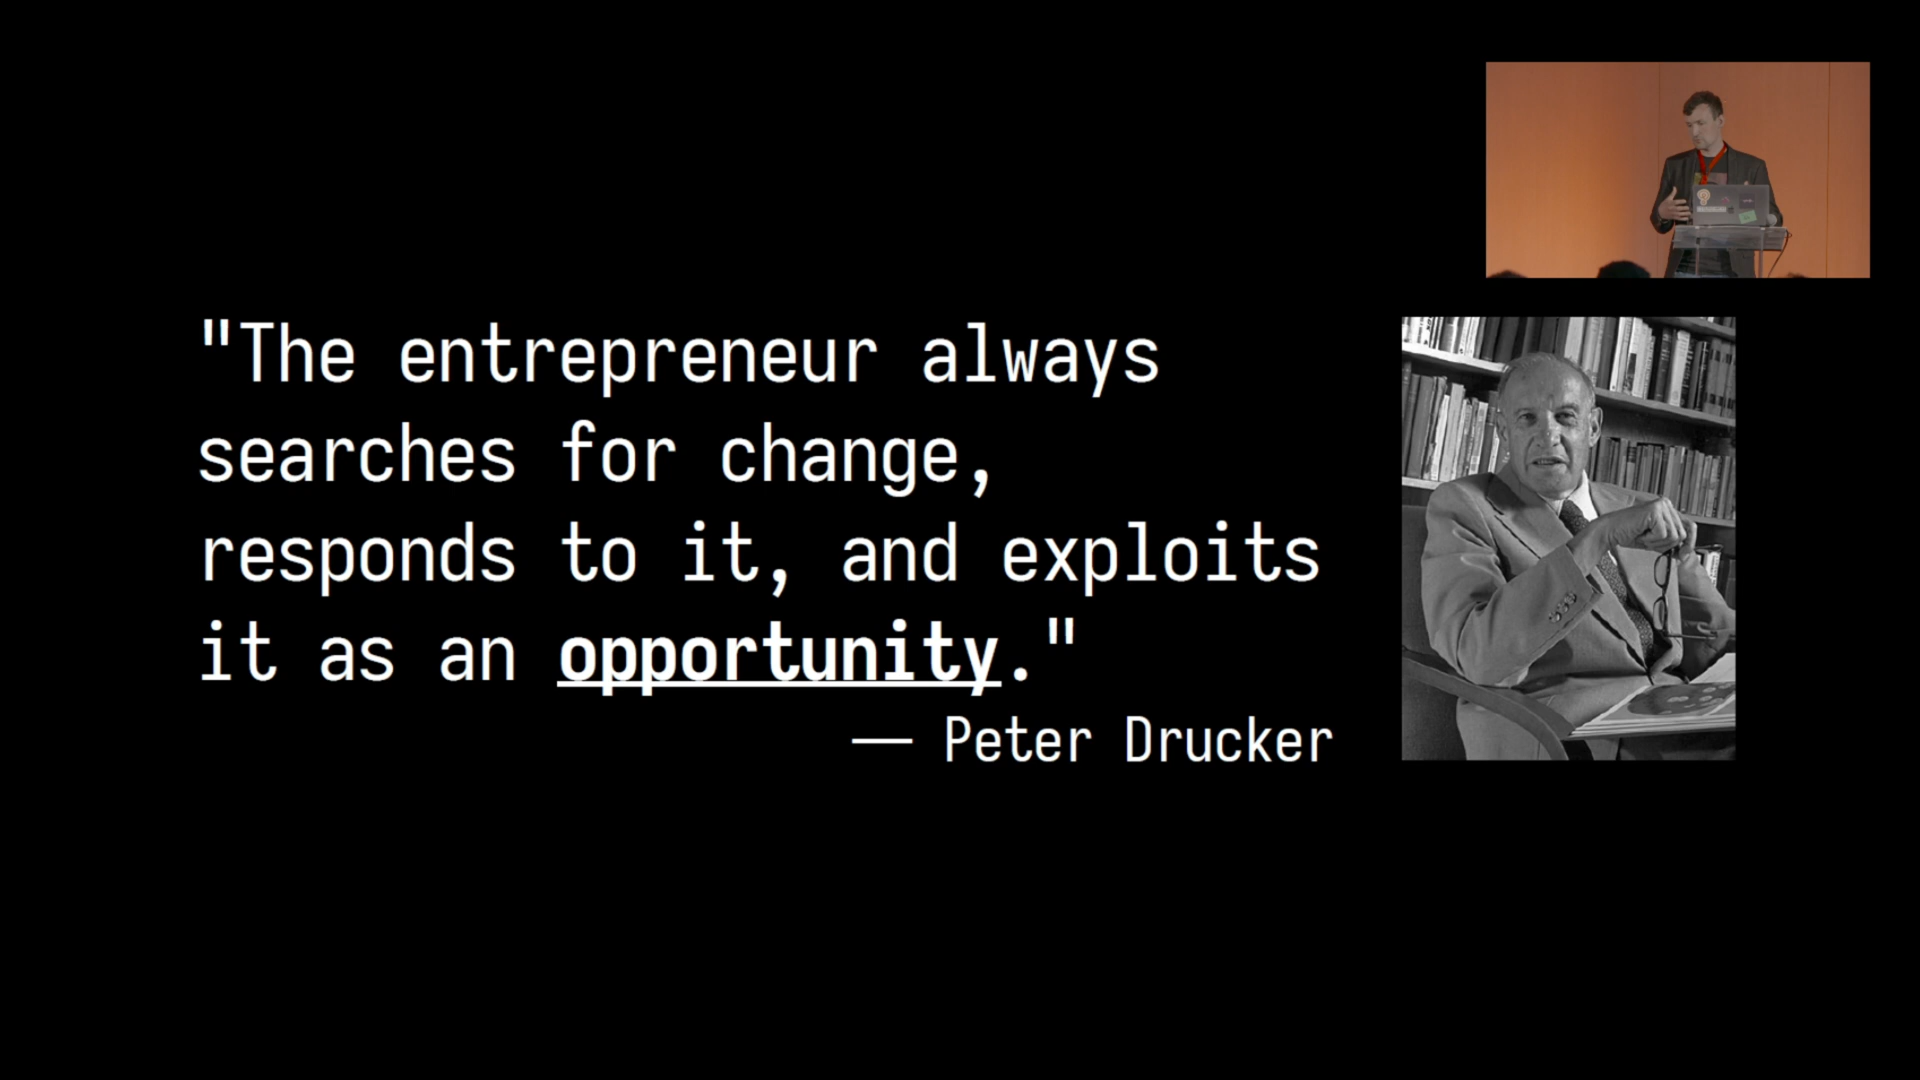 "The entrepreneur always
searches for change,
responds to it, and exploits
it as an opportunity."
— Peter Drucker